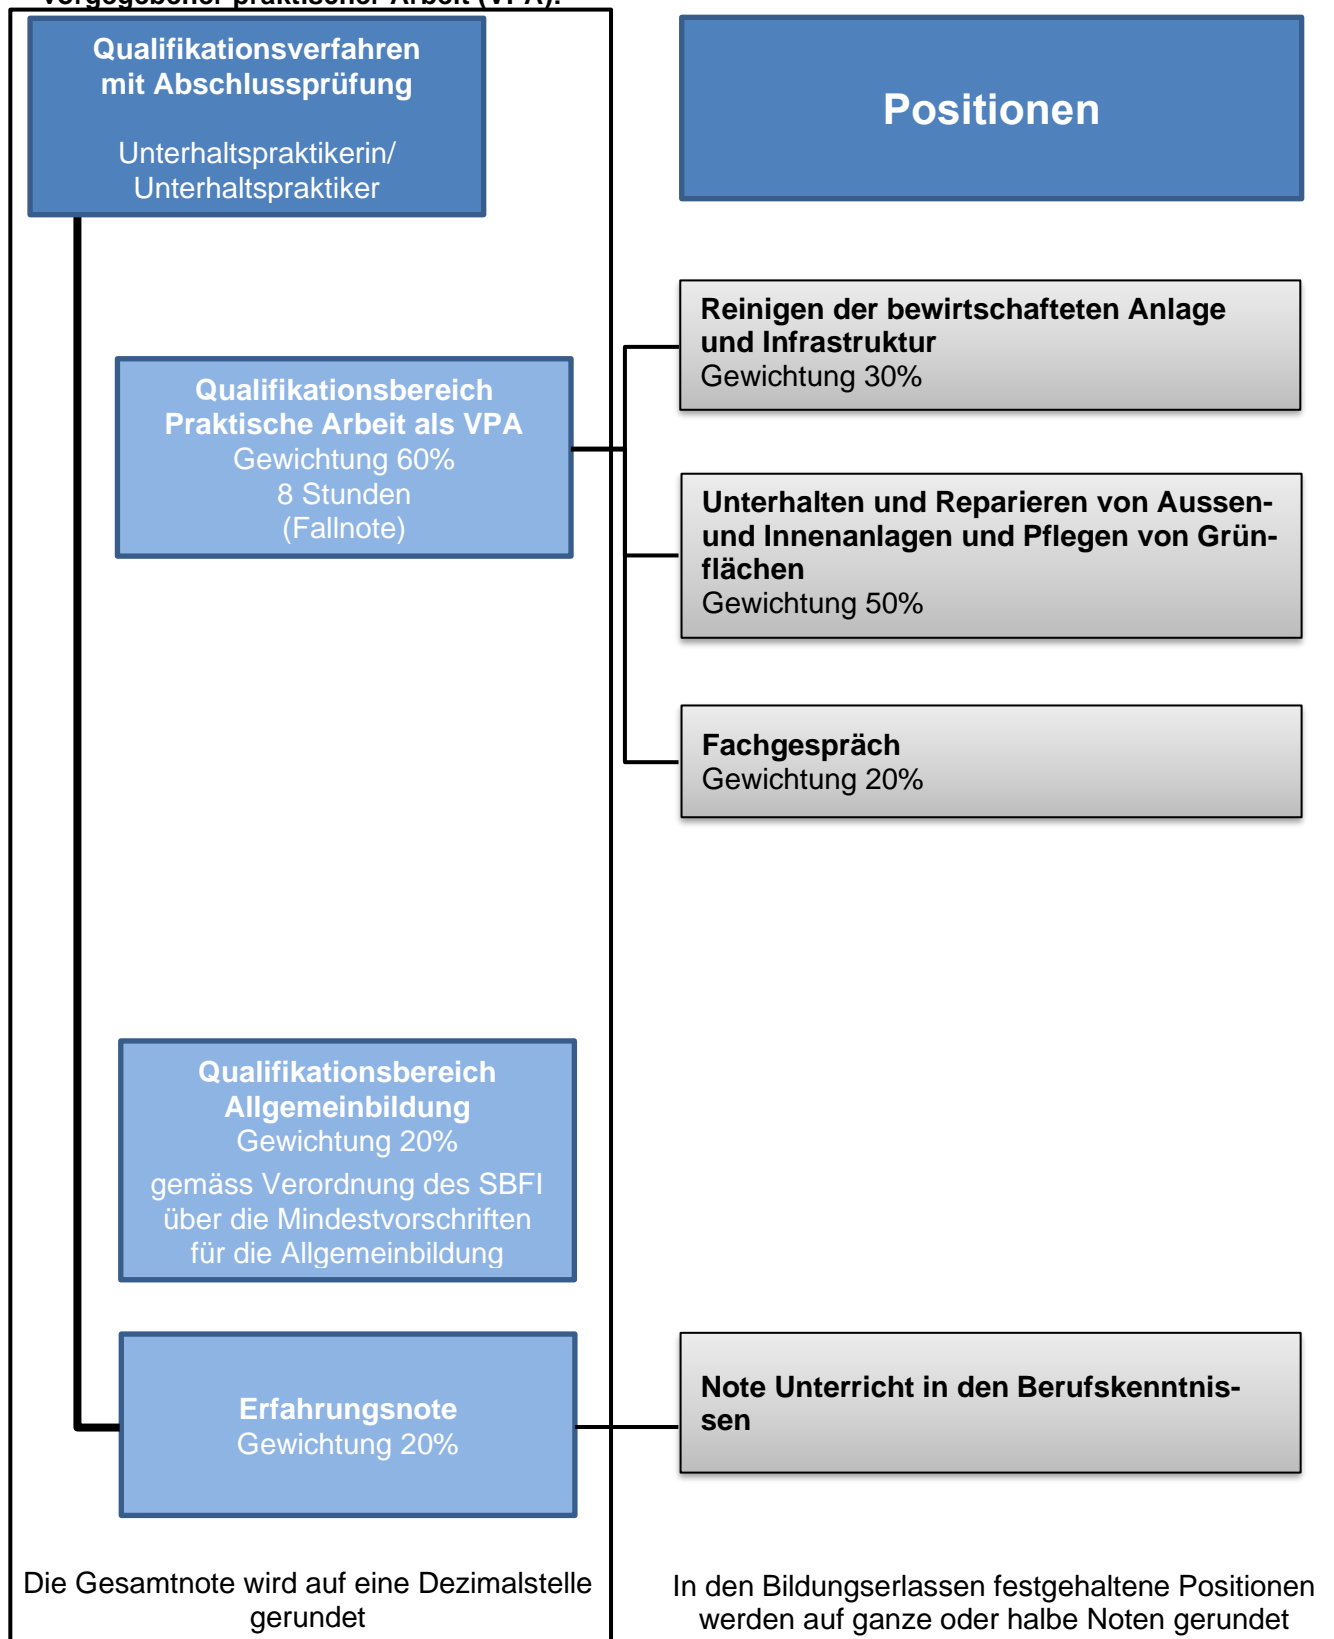 vorgegebener praktischer Arbeit (VPA).
Qualifikationsverfahren
mit Abschlussprüfung
Unterhaltspraktikerin/
Unterhaltspraktiker
Positionen
Reinigen der bewirtschafteten Anlage
und Infrastruktur
Gewichtung 30%
Qualifikationsbereich
Praktische Arbeit als VPA
Gewichtung 60%
8 Stunden
(Fallnote)
Unterhalten und Reparieren von Aussen-
und Innenanlagen und Pflegen von Grün-
flächen
Gewichtung 50%
Fachgespräch
Gewichtung 20%
Qualifikationsbereich
Allgemeinbildung
Gewichtung 20%
gemäss Verordnung des SBFI
über die Mindestvorschriften
für die Allgemeinbildung
Erfahrungsnote
Gewichtung 20%
Note Unterricht in den Berufskenntnis-
sen
Die Gesamtnote wird auf eine Dezimalstelle
gerundet
In den Bildungserlassen festgehaltene Positionen
werden auf ganze oder halbe Noten gerundet